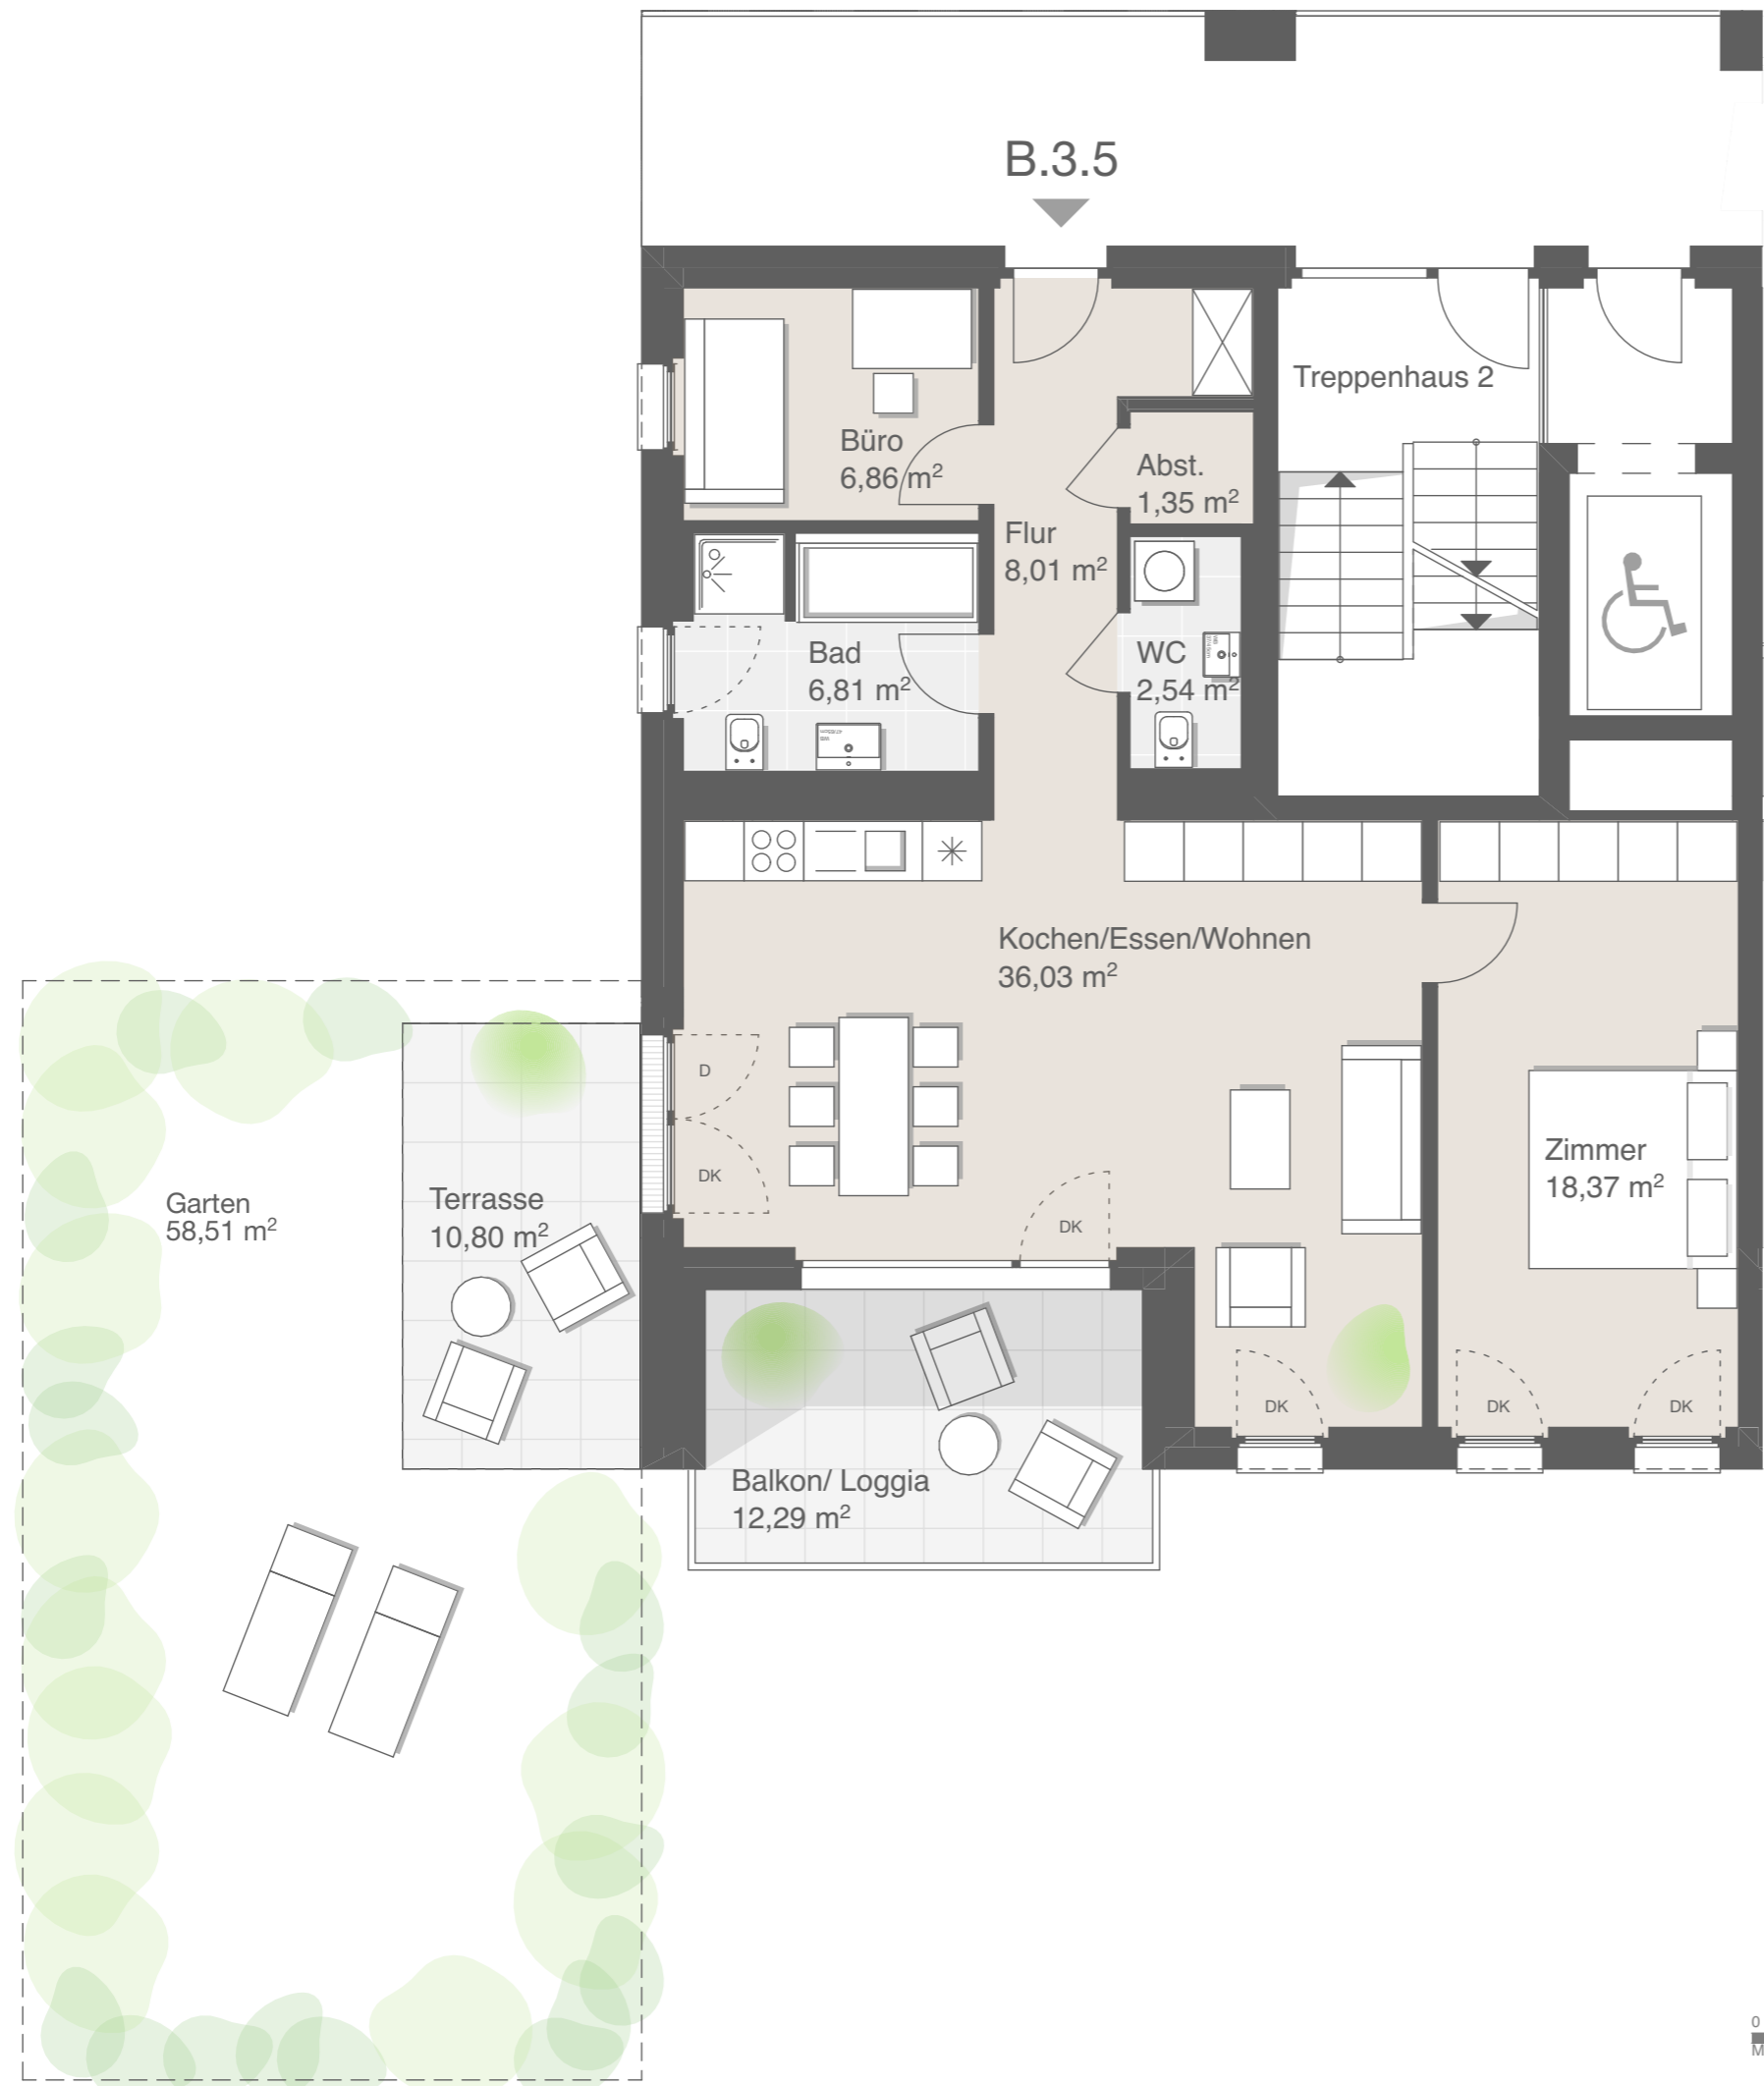 B.3.5
Treppenhaus 2
Büro
6,86 m²
Abst.
1,35 m²
Flur
8,01 m²
Bad
6,81 m²
WC
2,54 m²
Kochen/Essen/Wohnen
36,03 m²
D
DK
DK
Zimmer
18,37 m²
Garten
58,51 m²
Terrasse
10,80 m²
DK
DK
DK
Balkon/ Loggia
12,29 m²
0
M